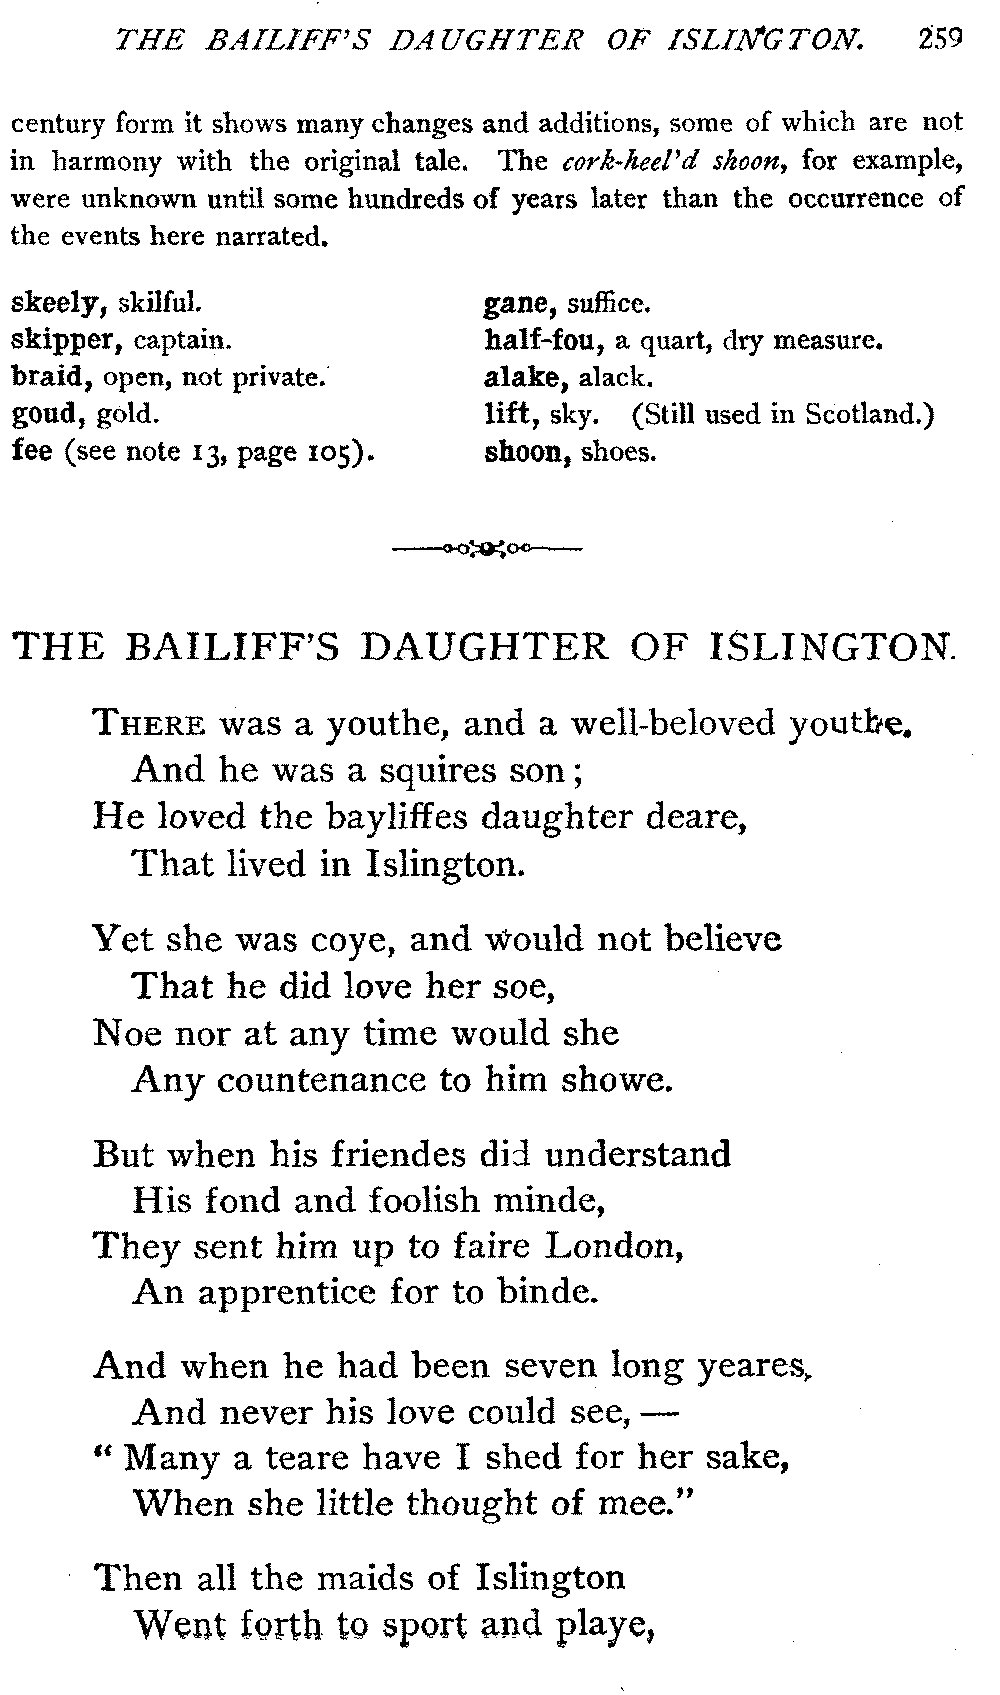 THE BAILIFF'S DAUGHTER OF ISLINGTON. 259
century form it shows many changes and additions, some of which are not
in harmony with the original tale. The cork-heel'd shoon, for example,
were unknown until some hundreds of years later than the occurrence of
the events here narrated.
skeely, skilful.
skipper, captain.
braid, open, not private.
goud, gold.
fee (see note 13, page 105).
gane, suffice.
half-fou, a quart, dry measure.
alake, alack.
lift, sky. (Still used in Scotland.)
shoon, shoes.
THE BAILIFF'S DAUGHTER OF ISLINGTON.
THERE was a youthe, and a well-beloved youthe,
And he was a squires son;
He loved the bayliffes daughter deare,
That lived in Islington.
Yet she was coye, and would not believe
That he did love her soe,
Noe nor at any time would she
Any countenance to him showe.
But when his friendes did understand
His fond and foolish minde,
They sent him up to faire London,
An apprentice for to binde.
And when he had been seven long yeares,
And never his love could see, —
"Many a teare have I shed for her sake,
When she little thought of mee."
Then all the maids of Islington
Went forth to sport and playe,